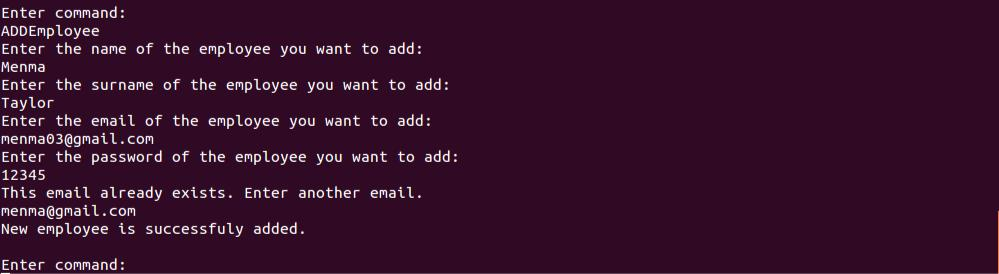 Enter command:
ADDEmployee
Enter the name of the employee you want to add:
Menma
Enter the surname of the employee you want to add:
Taylor
Enter the email of the employee you want to add:
menma03@gmail.com
Enter the password of the employee you want to add:
12345
This email already exists. Enter another email.
menma@gmail.com
New employee is successfuly added.
Enter command: